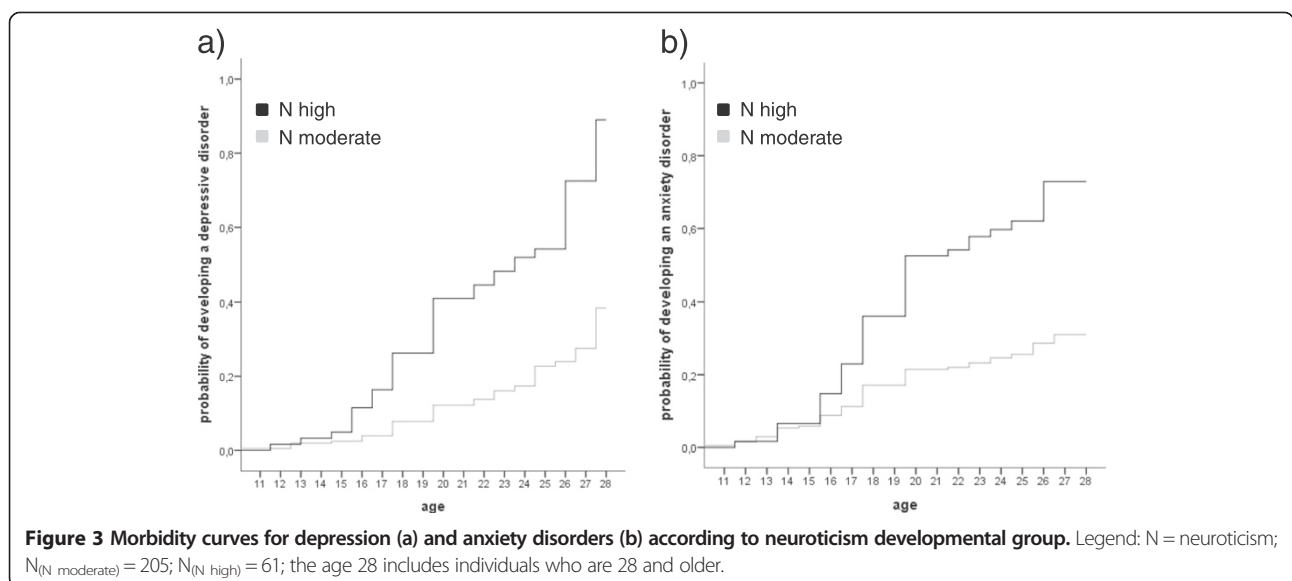 a)
probability of developing a depressive disorder
1,0
0,8
0,6
0,4
0,2
0,0
N high
N moderate
11 12 13 14 15 16 17 18 19 20 21 22 23 24 25 26 27 28
age
b)
probability of developing an anxiety disorder
1,0
0,8
0,6
0,4
0,2
0,0
N high
N moderate
11 12 13 14 15 16 17 18 19 20 21 22 23 24 25 26 27 28
age
Figure 3 Morbidity curves for depression (a) and anxiety disorders (b) according to neuroticism developmental group. Legend: N = neuroticism;
N(N moderate) = 205; N(N high) = 61; the age 28 includes individuals who are 28 and older.